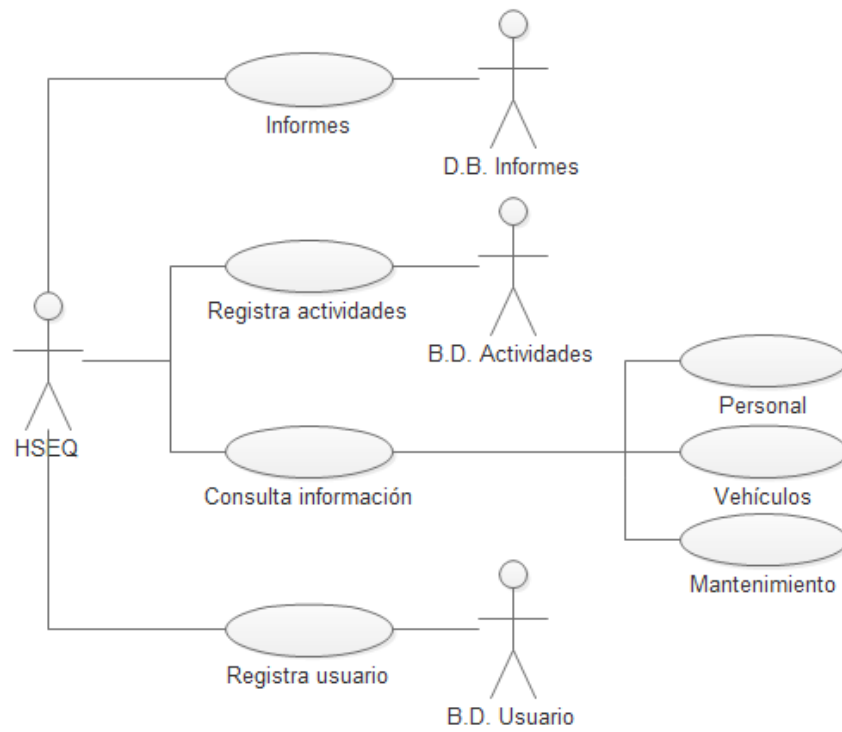 Informes
D.B. Informes
Registra actividades
B.D. Actividades
HSEQ
Personal
Consulta información
Vehículos
Mantenimiento
Registra usuario
B.D. Usuario